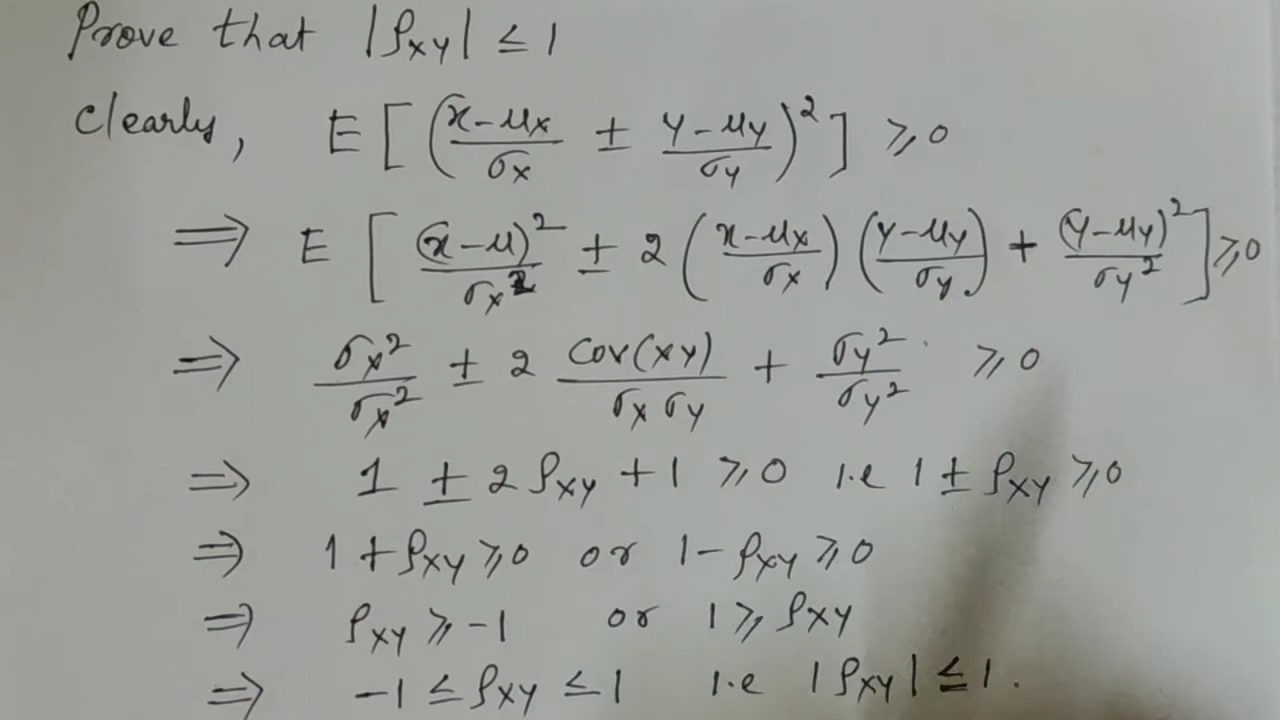 Prove that |ρxy| ≤ 1
Clearly, E[((x-μx)/σx ± (y-μy)/σy)²] ≥ 0
⇒ E[(x-μ)²/σx² ± 2((x-μx)/σx)((y-μy)/σy) + (y-μy)²/σy²] ≥ 0
⇒ σx²/σx² ± 2 Cov(xy)/(σx σy) + σy²/σy² ≥ 0
⇒ 1 ± 2ρxy + 1 ≥ 0 i.e 1 ± ρxy ≥ 0
⇒ 1 + ρxy ≥ 0 or 1 - ρxy ≥ 0
⇒ ρxy ≥ -1 or 1 ≥ ρxy
⇒ -1 ≤ ρxy ≤ 1 i.e |ρxy| ≤ 1.